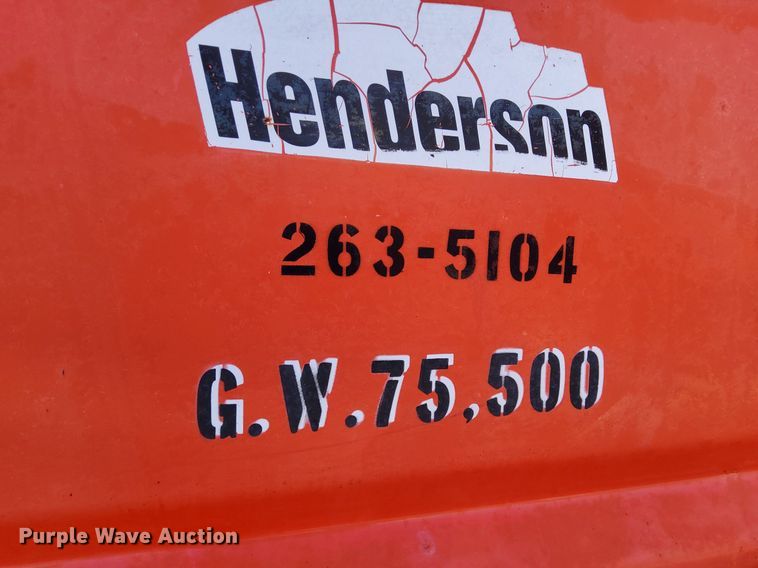 Henderson
263-5104
G.W.75,500
Purple Wave Auction